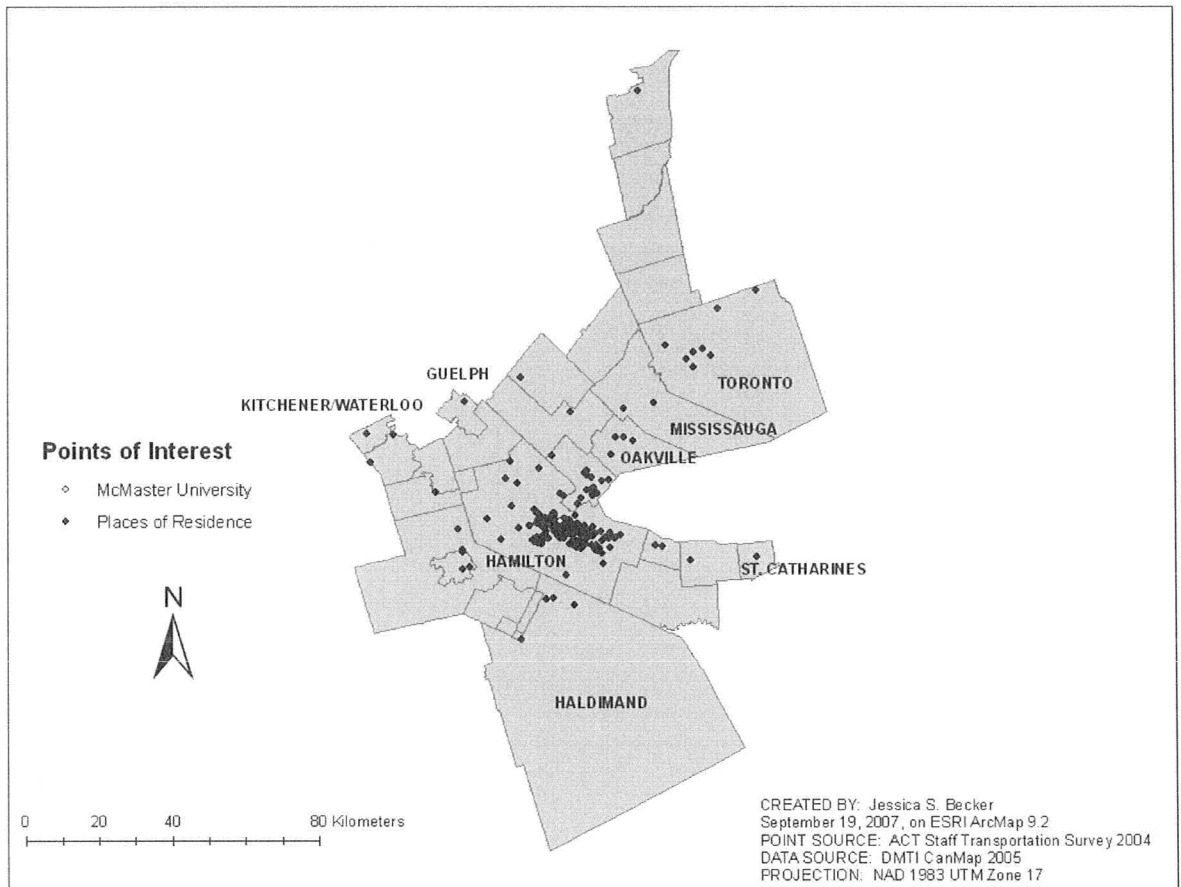 GUELPH
KITCHENER/WATERLOO
TORONTO
MISSISSAUGA
OAKVILLE
Points of Interest
McMaster University
Places of Residence
HAMILTON
ST. CATHARINES
N
HALDIMAND
0 20 40 80 Kilometers
CREATED BY: Jessica S. Becker
September 19, 2007, on ESRI ArcMap 9.2
POINT SOURCE: ACT Staff Transportation Survey 2004
DATA SOURCE: DMTI CanMap 2005
PROJECTION: NAD 1983 UTM Zone 17